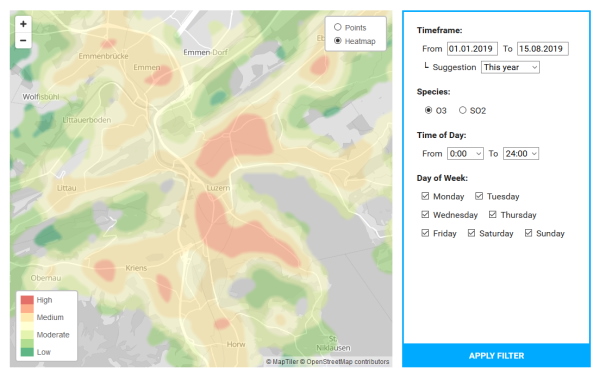 +
−
Points
Heatmap
Emmenbrücke
Emmen-Dorf
Emmen
Wolfisbühl
Littauerboden
Littau
Luzern
Kriens
Obernau
Horw
St.
Niklausen
High
Medium
Moderate
Low
© MapTiler © OpenStreetMap contributors
Timeframe:
From 01.01.2019 To 15.08.2019
Suggestion This year
Species:
O3 SO2
Time of Day:
From 0:00 To 24:00
Day of Week:
Monday Tuesday
Wednesday Thursday
Friday Saturday Sunday
APPLY FILTER